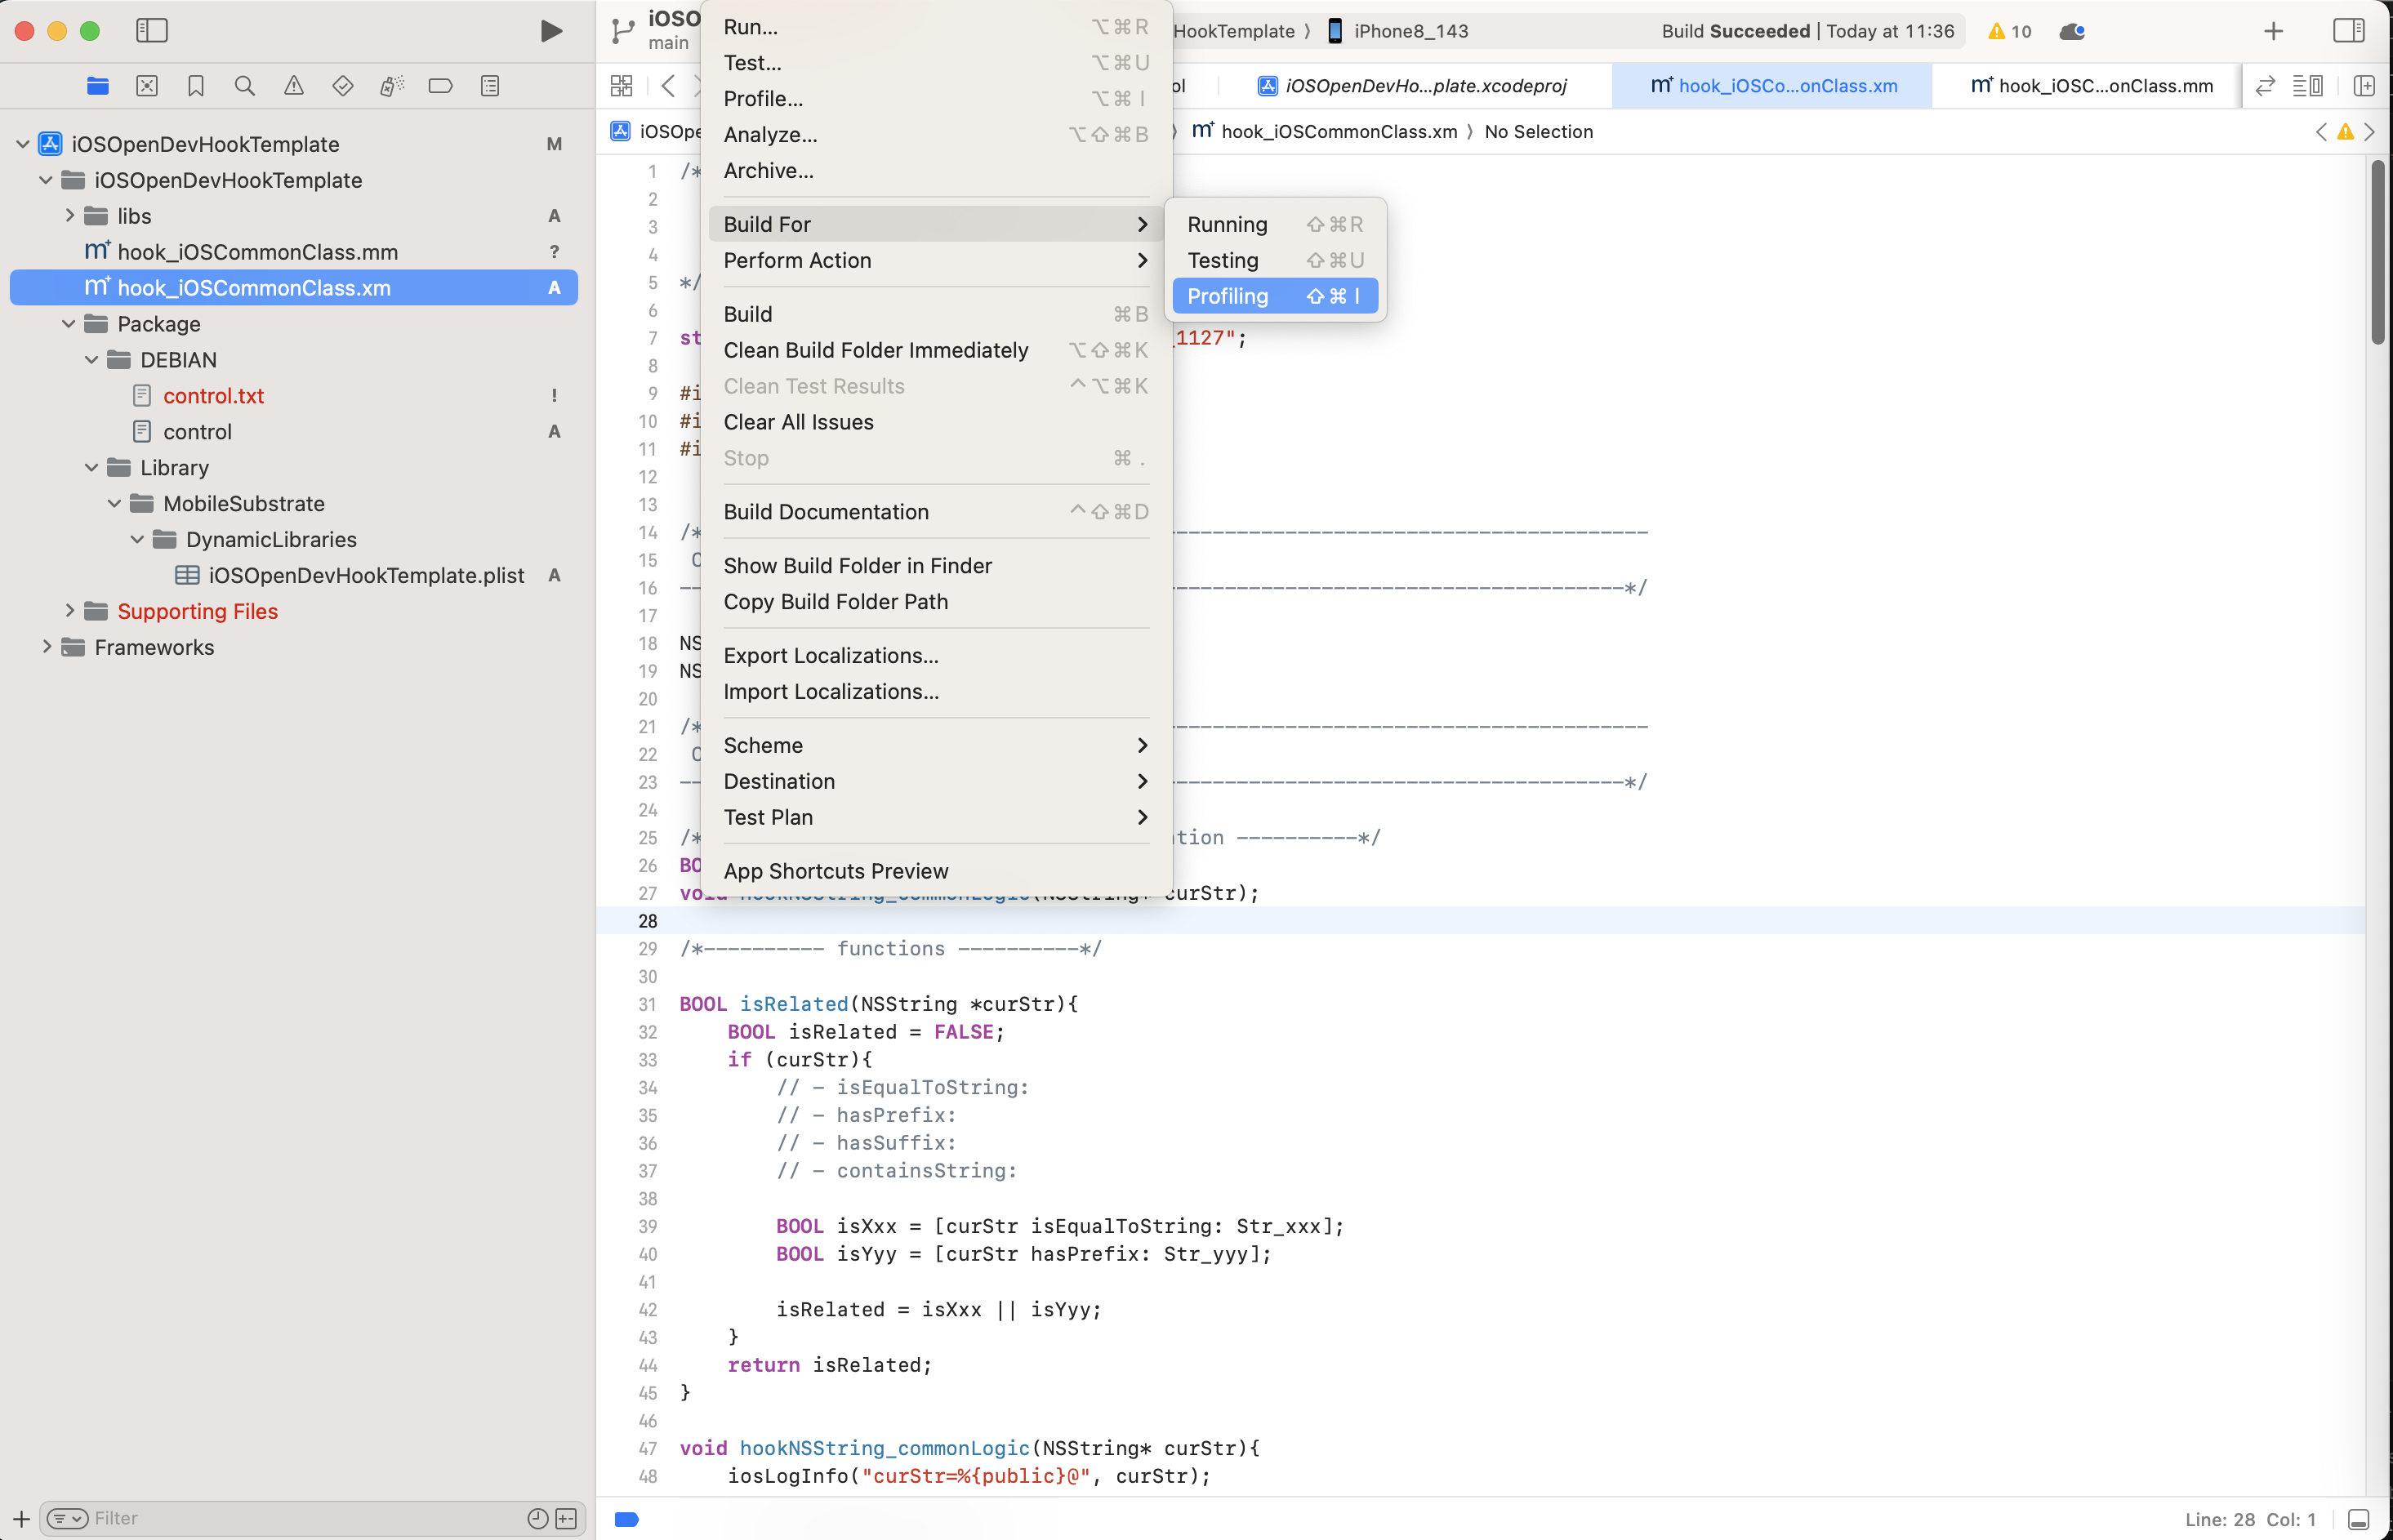 iOSO
main
HookTemplate ⟩ iPhone8_143
Build Succeeded | Today at 11:36
10
ol
iOSOpenDevHo...plate.xcodeproj
hook_iOSCo...onClass.xm
hook_iOSC...onClass.mm
iOSOpe
hook_iOSCommonClass.xm ⟩ No Selection
iOSOpenDevHookTemplate M
iOSOpenDevHookTemplate
libs A
hook_iOSCommonClass.mm ?
hook_iOSCommonClass.xm A
Package
DEBIAN
control.txt !
control A
Library
MobileSubstrate
DynamicLibraries
iOSOpenDevHookTemplate.plist A
Supporting Files
Frameworks
Filter
Run... ⌥⌘R
Test... ⌥⌘U
Profile... ⌥⌘I
Analyze... ⌥⇧⌘B
Archive...
Build For
Perform Action
Build ⌘B
Clean Build Folder Immediately ⌥⇧⌘K
Clean Test Results ^⌥⌘K
Clear All Issues
Stop ⌘.
Build Documentation ^⇧⌘D
Show Build Folder in Finder
Copy Build Folder Path
Export Localizations...
Import Localizations...
Scheme
Destination
Test Plan
App Shortcuts Preview
Running ⇧⌘R
Testing ⇧⌘U
Profiling ⇧⌘I
1 /*
2
3
4
5 */
6
7 st _1127";
8
9 #i
10 #i
11 #i
12
13
14 /* ----------------------------------------
15
16 -- ----------------------------------------*/
17
18 NS
19 NS
20
21 /* ----------------------------------------
22
23 -- ----------------------------------------*/
24
25 /* tion ----------*/
26 BO
27 void hookNSString_commonLogic(NSString* curStr);
28
29 /*---------- functions ----------*/
30
31 BOOL isRelated(NSString *curStr){
32 BOOL isRelated = FALSE;
33 if (curStr){
34 // - isEqualToString:
35 // - hasPrefix:
36 // - hasSuffix:
37 // - containsString:
38
39 BOOL isXxx = [curStr isEqualToString: Str_xxx];
40 BOOL isYyy = [curStr hasPrefix: Str_yyy];
41
42 isRelated = isXxx || isYyy;
43 }
44 return isRelated;
45 }
46
47 void hookNSString_commonLogic(NSString* curStr){
48 iosLogInfo("curStr=%{public}@", curStr);
Line: 28 Col: 1